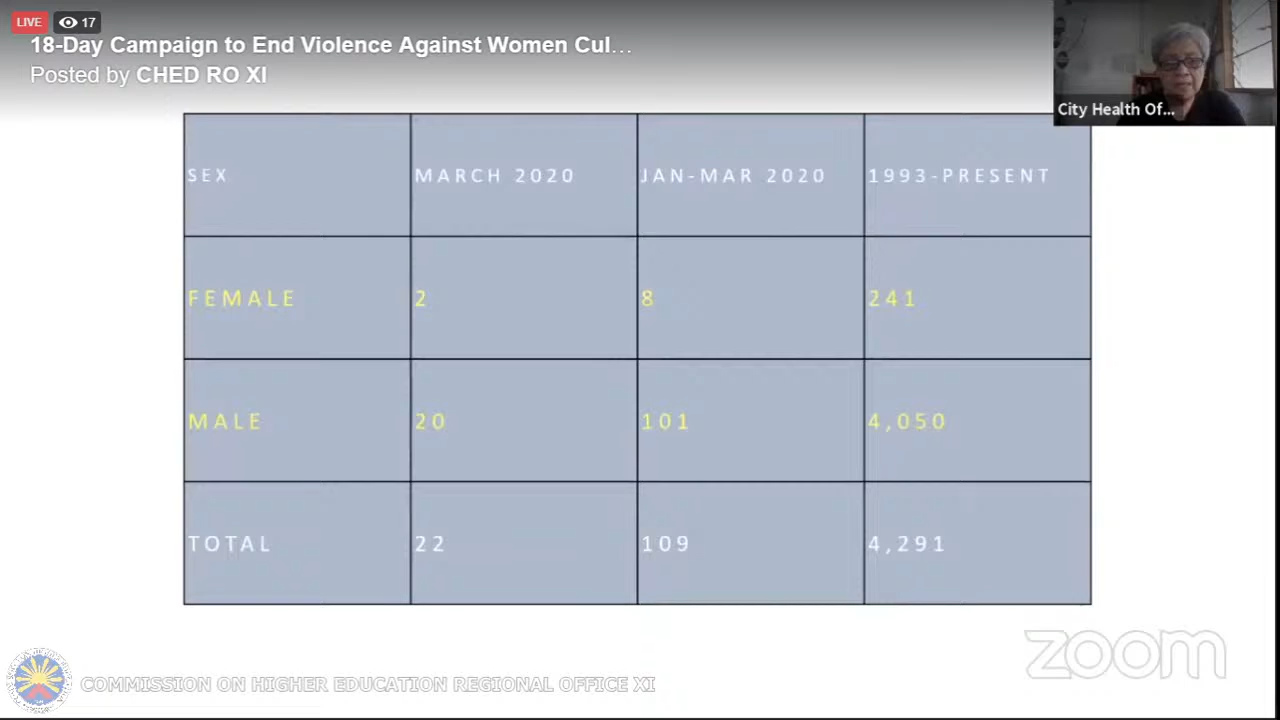 LIVE 17
18-Day Campaign to End Violence Against Women Cul…
Posted by CHED RO XI
City Health Of...
SEX MARCH 2020 JAN-MAR 2020 1993-PRESENT
FEMALE 2 8 241
MALE 20 101 4,050
TOTAL 22 109 4,291
zoom
COMMISSION ON HIGHER EDUCATION REGIONAL OFFICE XI